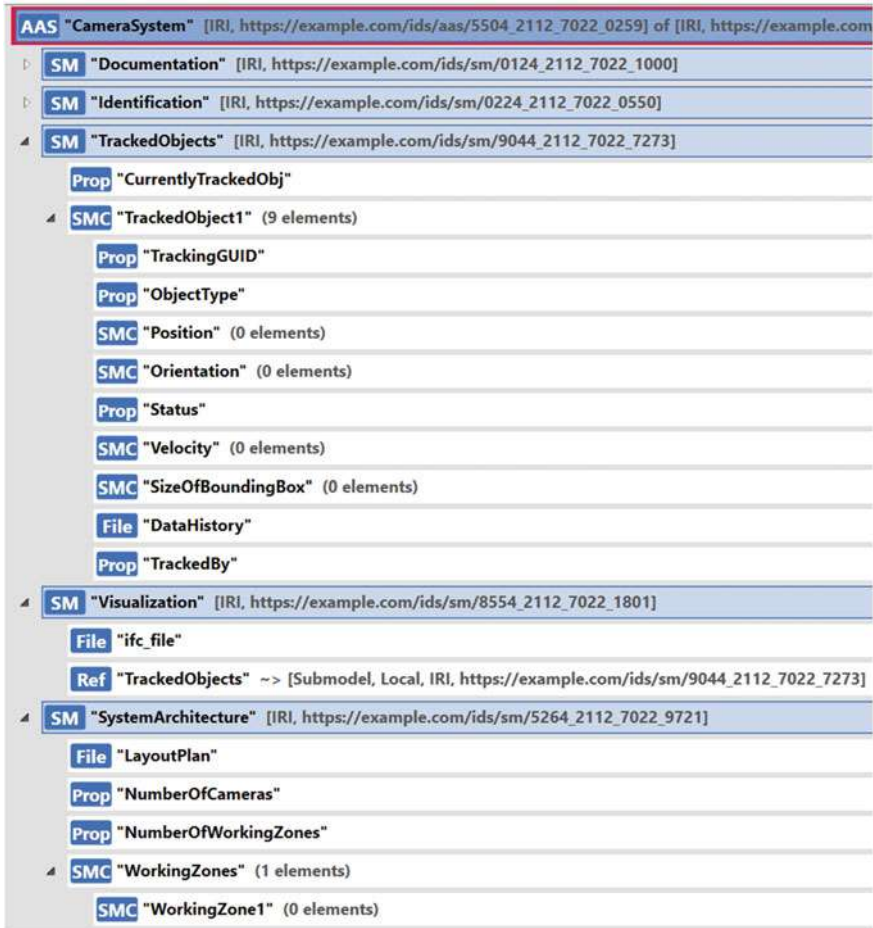 AAS "CameraSystem" [IRI, https://example.com/ids/aas/5504_2112_7022_0259] of [IRI, https://example.com
SM "Documentation" [IRI, https://example.com/ids/sm/0124_2112_7022_1000]
SM "Identification" [IRI, https://example.com/ids/sm/0224_2112_7022_0550]
SM "TrackedObjects" [IRI, https://example.com/ids/sm/9044_2112_7022_7273]
Prop "CurrentlyTrackedObj"
SMC "TrackedObject1" (9 elements)
Prop "TrackingGUID"
Prop "ObjectType"
SMC "Position" (0 elements)
SMC "Orientation" (0 elements)
Prop "Status"
SMC "Velocity" (0 elements)
SMC "SizeOfBoundingBox" (0 elements)
File "DataHistory"
Prop "TrackedBy"
SM "Visualization" [IRI, https://example.com/ids/sm/8554_2112_7022_1801]
File "ifc_file"
Ref "TrackedObjects" ~> [Submodel, Local, IRI, https://example.com/ids/sm/9044_2112_7022_7273]
SM "SystemArchitecture" [IRI, https://example.com/ids/sm/5264_2112_7022_9721]
File "LayoutPlan"
Prop "NumberOfCameras"
Prop "NumberOfWorkingZones"
SMC "WorkingZones" (1 elements)
SMC "WorkingZone1" (0 elements)